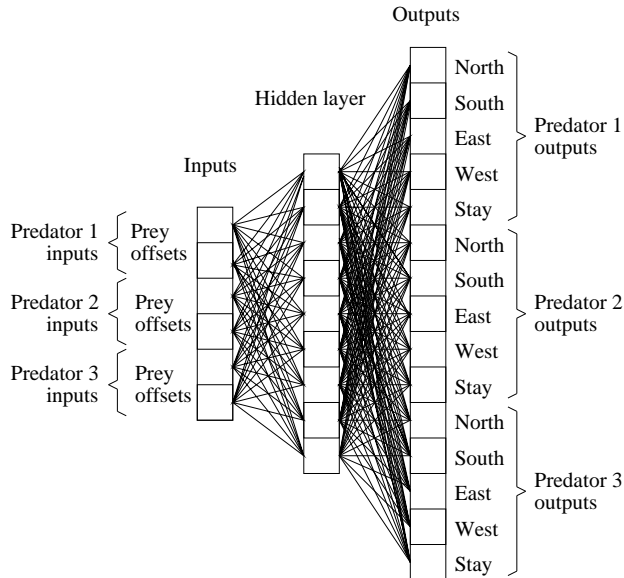 Outputs
Hidden layer
Inputs
Predator 1
inputs
Prey
offsets
Predator 2
inputs
Prey
offsets
Predator 3
inputs
Prey
offsets
North
South
East
West
Stay
Predator 1
outputs
North
South
East
West
Stay
Predator 2
outputs
North
South
East
West
Stay
Predator 3
outputs